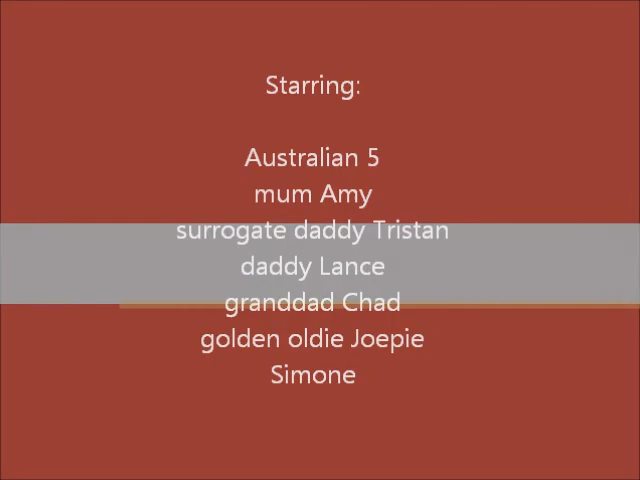 Starring:
Australian 5
mum Amy
surrogate daddy Tristan
daddy Lance
granddad Chad
golden oldie Joepie
Simone